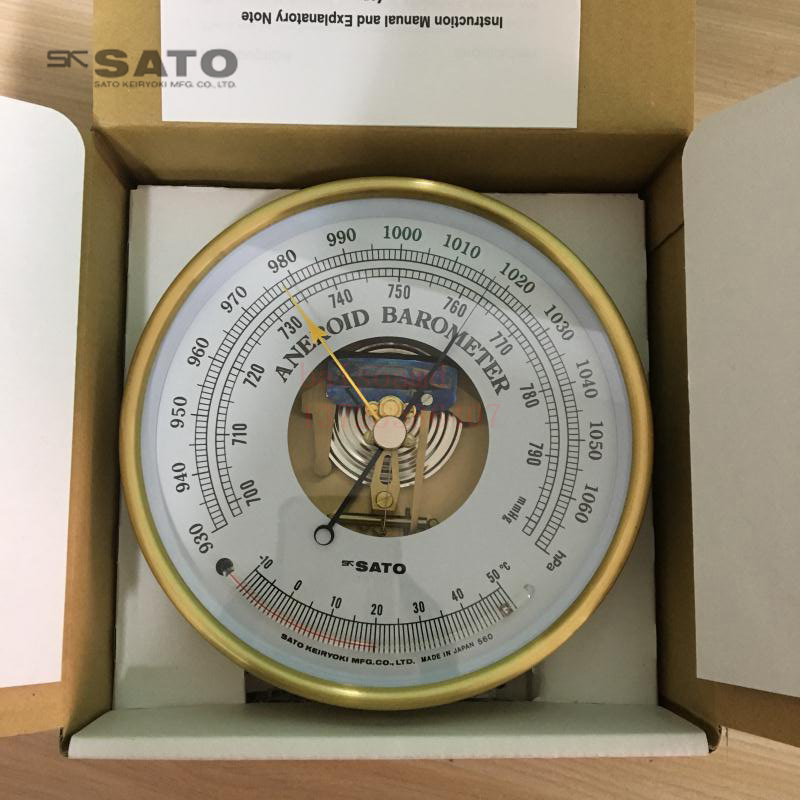 Instruction Manual and Explanatory Note
SK SATO
SATO KEIRYOKI MFG. CO., LTD.
930 940 950 960 970 980 990 1000 1010 1020 1030 1040 1050 1060 hPa
700 710 720 730 740 750 760 770 780 790 mmHg
ANEROID BAROMETER
SK SATO
-10 0 10 20 30 40 50 °C
SATO KEIRYOKI MFG.CO., LTD. MADE IN JAPAN 560